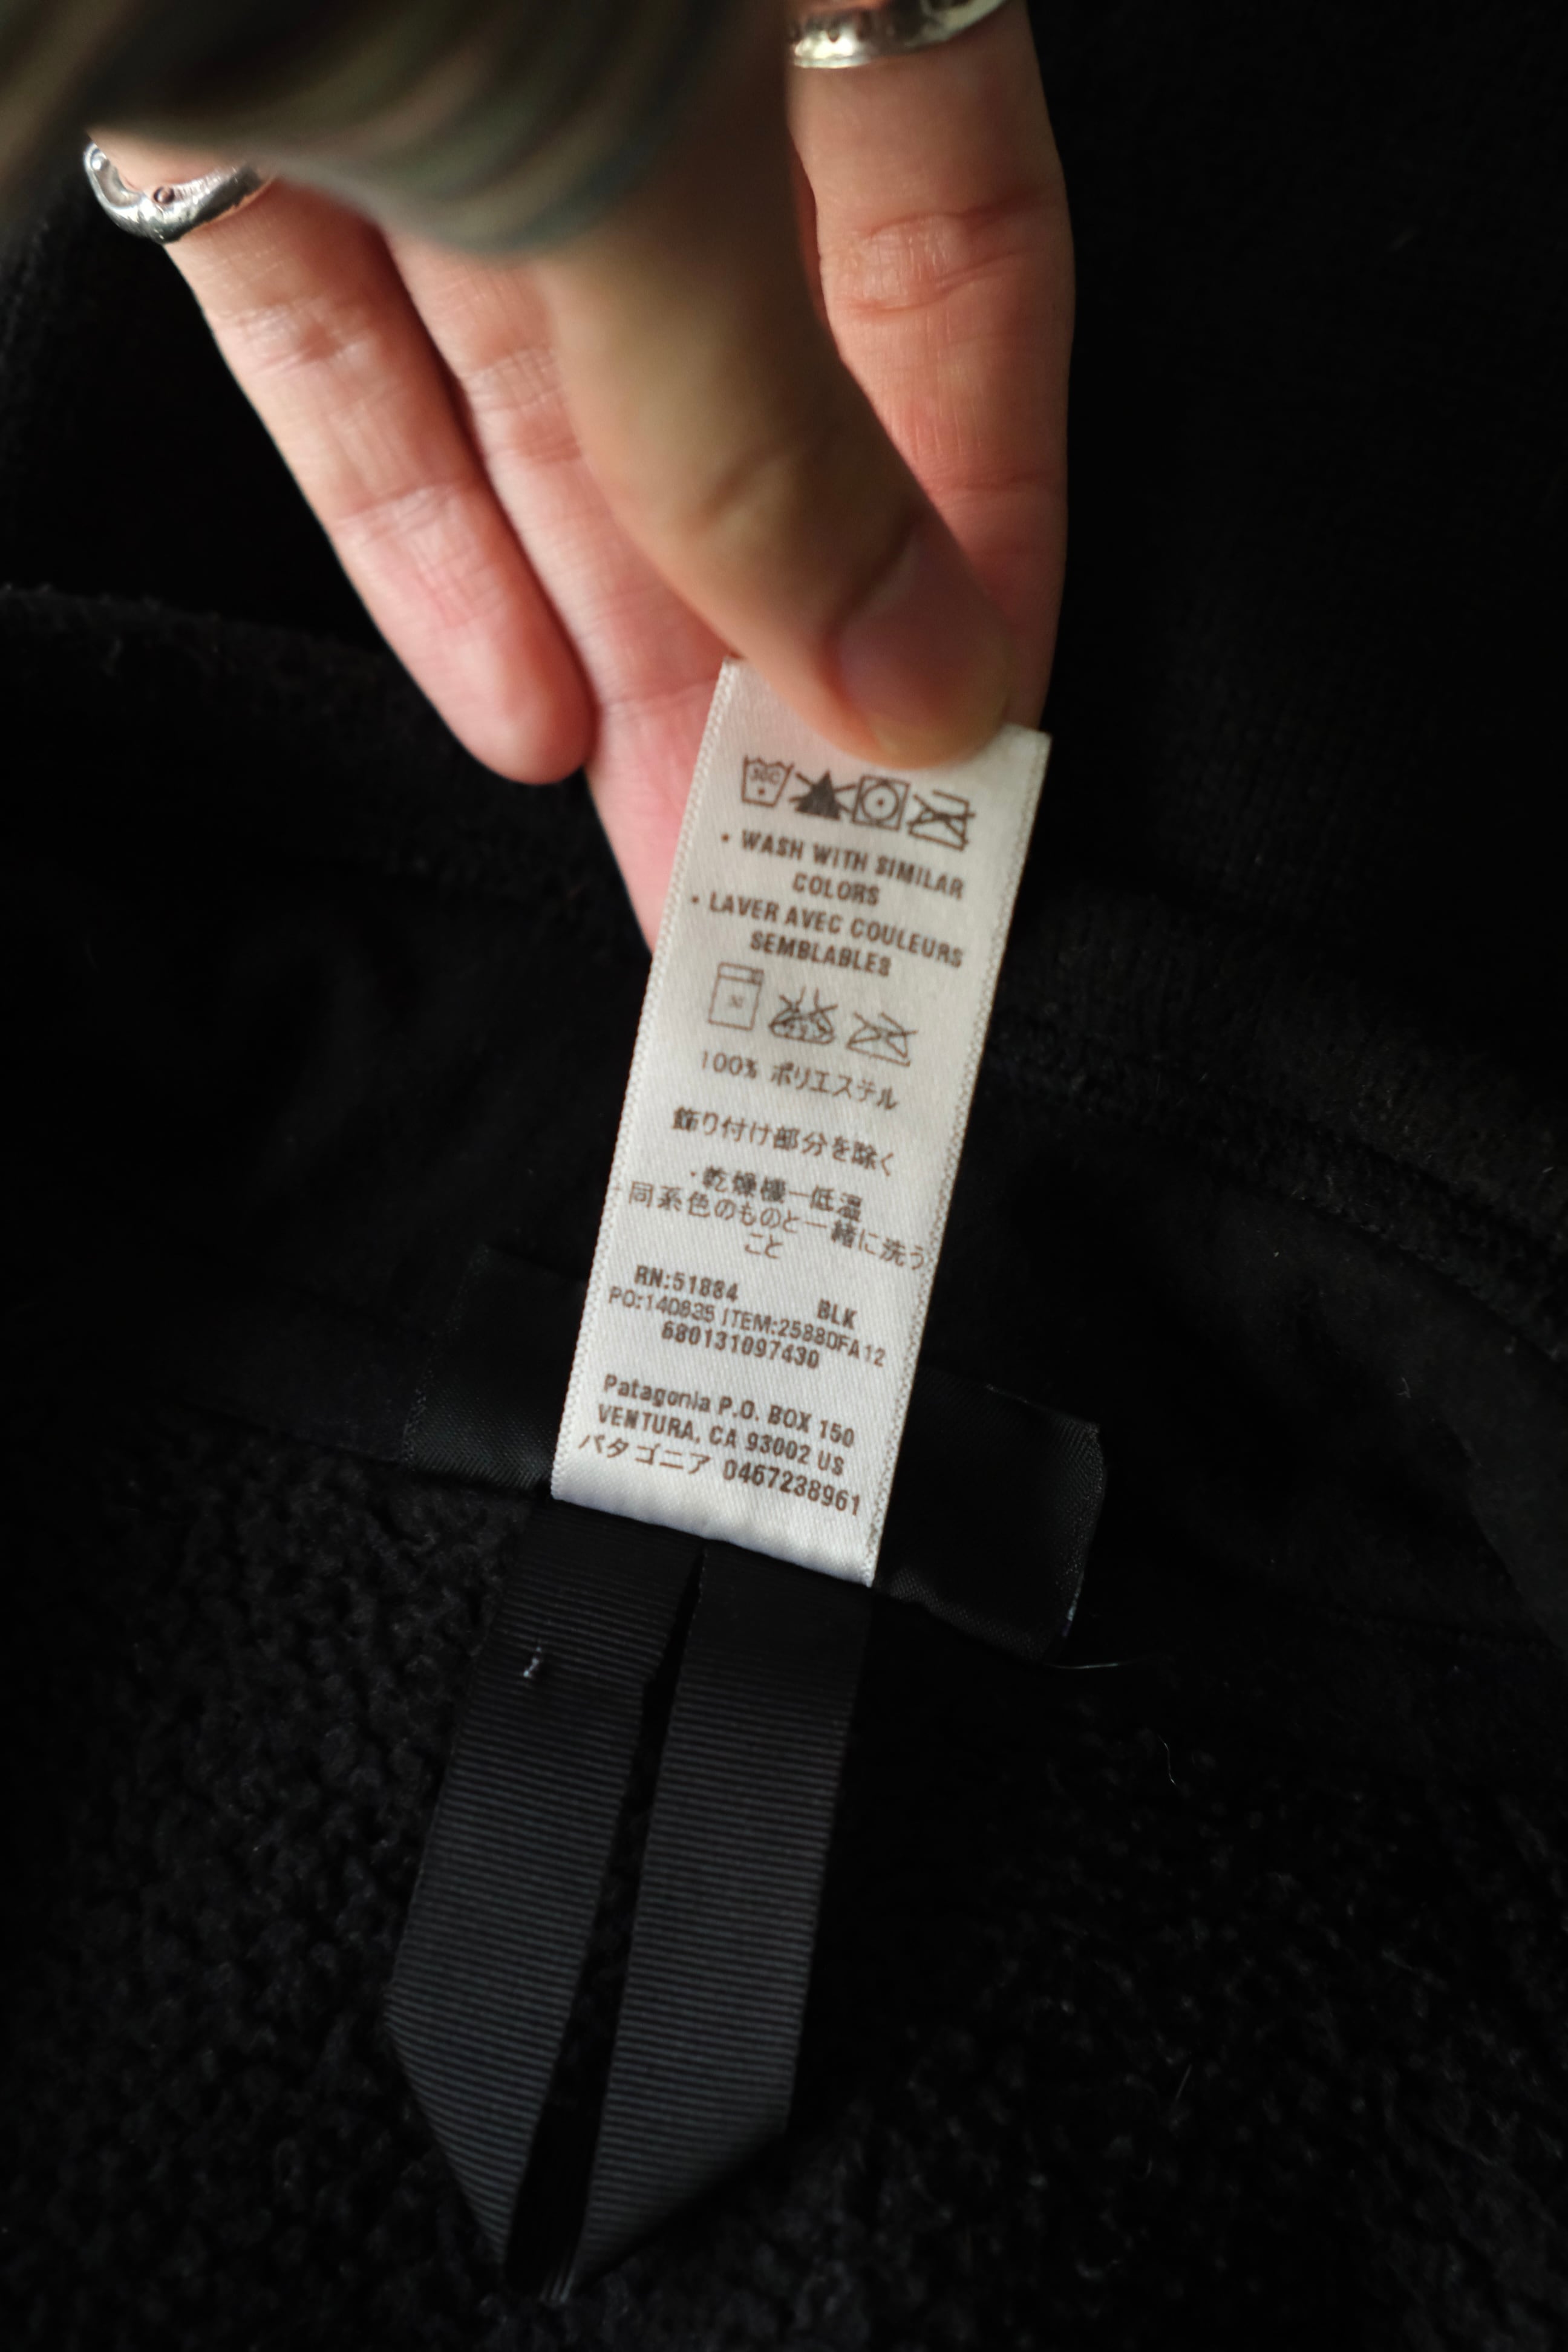 30C
• WASH WITH SIMILAR
COLORS
• LAVER AVEC COULEURS
SEMBLABLES
30
100% ポリエステル
飾り付け部分を除く
・乾燥機ー低温
・同系色のものと一緒に洗う
こと
RN:51884 BLK
PO:140835 ITEM:25880FA12
680131097430
Patagonia P.O. BOX 150
VENTURA, CA 93002 US
パタゴニア 0467238961